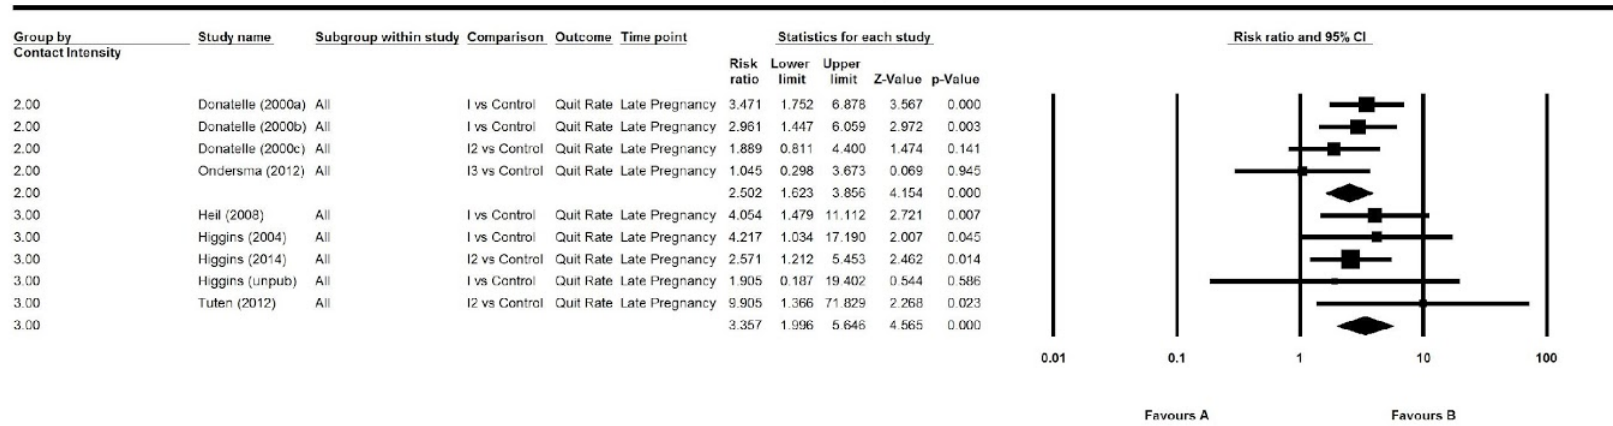 Group by Study name Subgroup within study Comparison Outcome Time point Statistics for each study Risk ratio and 95% CI
Contact Intensity
Risk Lower Upper
ratio limit limit Z-Value p-Value
2.00 Donatelle (2000a) All I vs Control Quit Rate Late Pregnancy 3.471 1.752 6.878 3.567 0.000
2.00 Donatelle (2000b) All I vs Control Quit Rate Late Pregnancy 2.961 1.447 6.059 2.972 0.003
2.00 Donatelle (2000c) All I2 vs Control Quit Rate Late Pregnancy 1.889 0.811 4.400 1.474 0.141
2.00 Ondersma (2012) All I3 vs Control Quit Rate Late Pregnancy 1.045 0.298 3.673 0.069 0.945
2.00 2.502 1.623 3.856 4.154 0.000
3.00 Heil (2008) All I vs Control Quit Rate Late Pregnancy 4.054 1.479 11.112 2.721 0.007
3.00 Higgins (2004) All I vs Control Quit Rate Late Pregnancy 4.217 1.034 17.190 2.007 0.045
3.00 Higgins (2014) All I2 vs Control Quit Rate Late Pregnancy 2.571 1.212 5.453 2.462 0.014
3.00 Higgins (unpub) All I vs Control Quit Rate Late Pregnancy 1.905 0.187 19.402 0.544 0.586
3.00 Tuten (2012) All I2 vs Control Quit Rate Late Pregnancy 9.905 1.366 71.829 2.268 0.023
3.00 3.357 1.996 5.646 4.565 0.000
0.01 0.1 1 10 100
Favours A Favours B